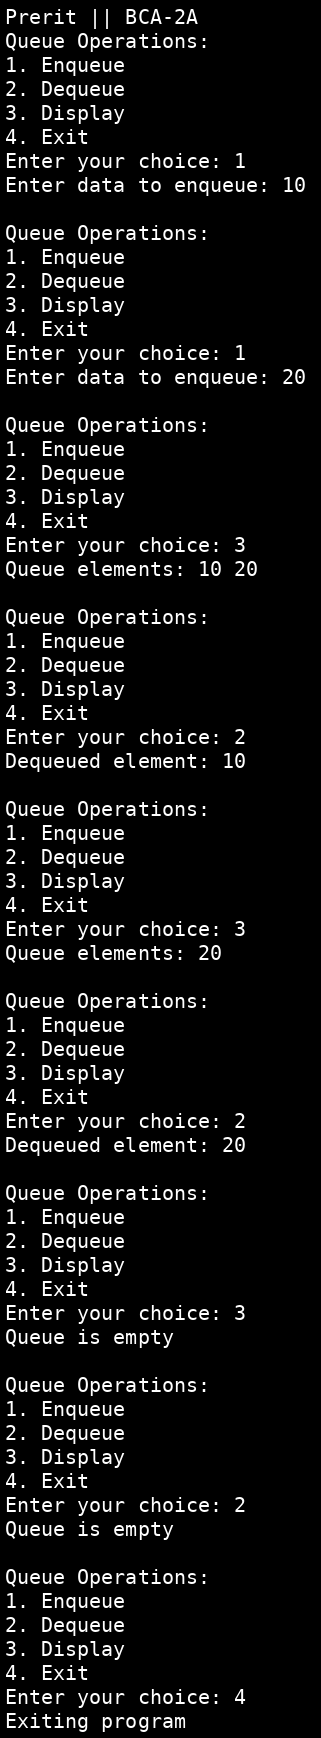 Prerit || BCA-2A
Queue Operations:
1. Enqueue
2. Dequeue
3. Display
4. Exit
Enter your choice: 1
Enter data to enqueue: 10

Queue Operations:
1. Enqueue
2. Dequeue
3. Display
4. Exit
Enter your choice: 1
Enter data to enqueue: 20

Queue Operations:
1. Enqueue
2. Dequeue
3. Display
4. Exit
Enter your choice: 3
Queue elements: 10 20

Queue Operations:
1. Enqueue
2. Dequeue
3. Display
4. Exit
Enter your choice: 2
Dequeued element: 10

Queue Operations:
1. Enqueue
2. Dequeue
3. Display
4. Exit
Enter your choice: 3
Queue elements: 20

Queue Operations:
1. Enqueue
2. Dequeue
3. Display
4. Exit
Enter your choice: 2
Dequeued element: 20

Queue Operations:
1. Enqueue
2. Dequeue
3. Display
4. Exit
Enter your choice: 3
Queue is empty

Queue Operations:
1. Enqueue
2. Dequeue
3. Display
4. Exit
Enter your choice: 2
Queue is empty

Queue Operations:
1. Enqueue
2. Dequeue
3. Display
4. Exit
Enter your choice: 4
Exiting program